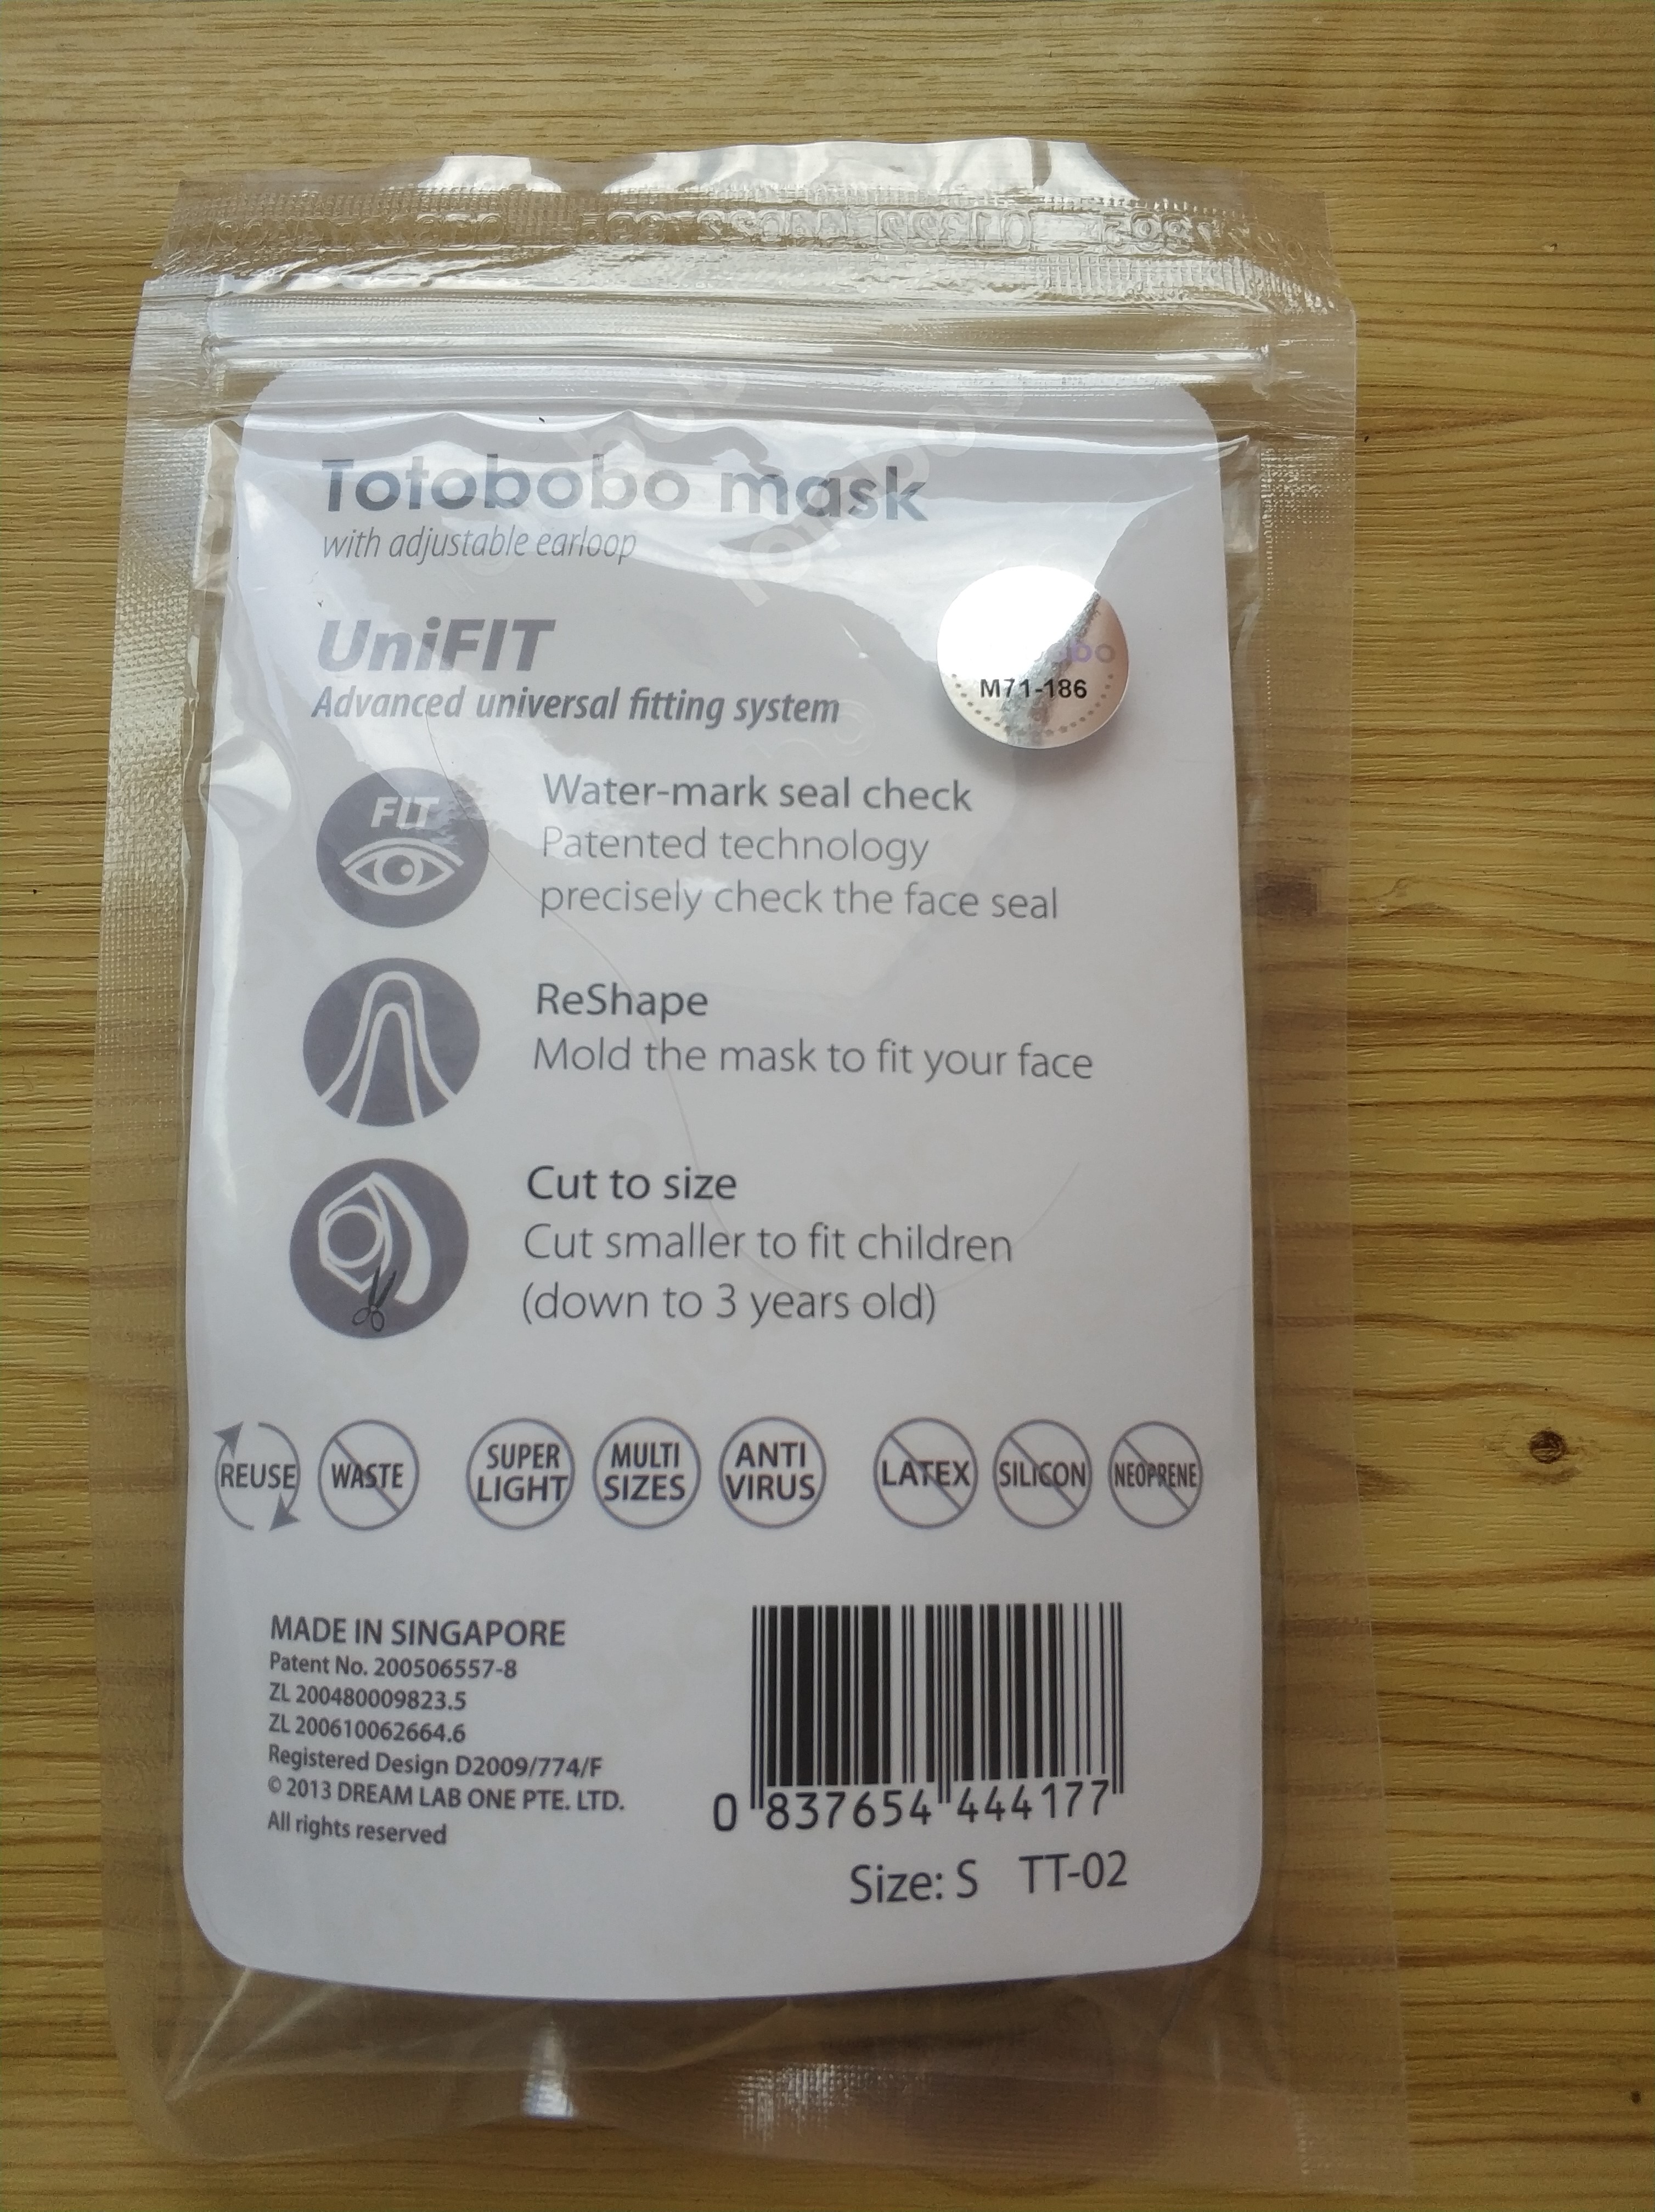 Totobobo mask
with adjustable earloop
UniFIT
Advanced universal fitting system
M71-186
FIT
Water-mark seal check
Patented technology
precisely check the face seal
ReShape
Mold the mask to fit your face
Cut to size
Cut smaller to fit children
(down to 3 years old)
REUSE
WASTE
SUPER
LIGHT
MULTI
SIZES
ANTI
VIRUS
LATEX
SILICON
NEOPRENE
MADE IN SINGAPORE
Patent No. 200506557-8
ZL 200480009823.5
ZL 200610062664.6
Registered Design D2009/774/F
© 2013 DREAM LAB ONE PTE. LTD.
All rights reserved
0 837654 444177
Size: S TT-02